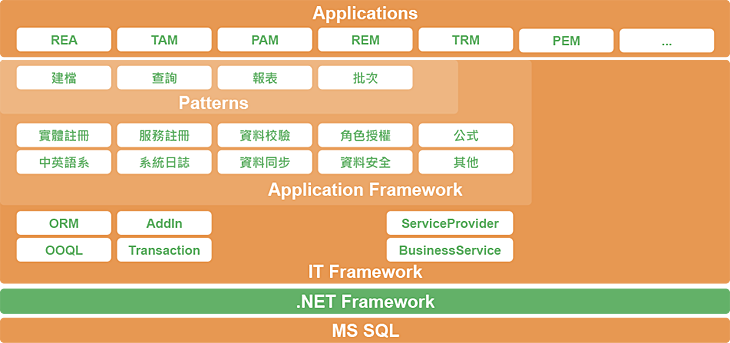 Applications
REA TAM PAM REM TRM PEM ...
建檔 查詢 報表 批次
Patterns
實體註冊 服務註冊 資料校驗 角色授權 公式
中英語系 系統日誌 資料同步 資料安全 其他
Application Framework
ORM AddIn ServiceProvider
OOQL Transaction BusinessService
IT Framework
.NET Framework
MS SQL